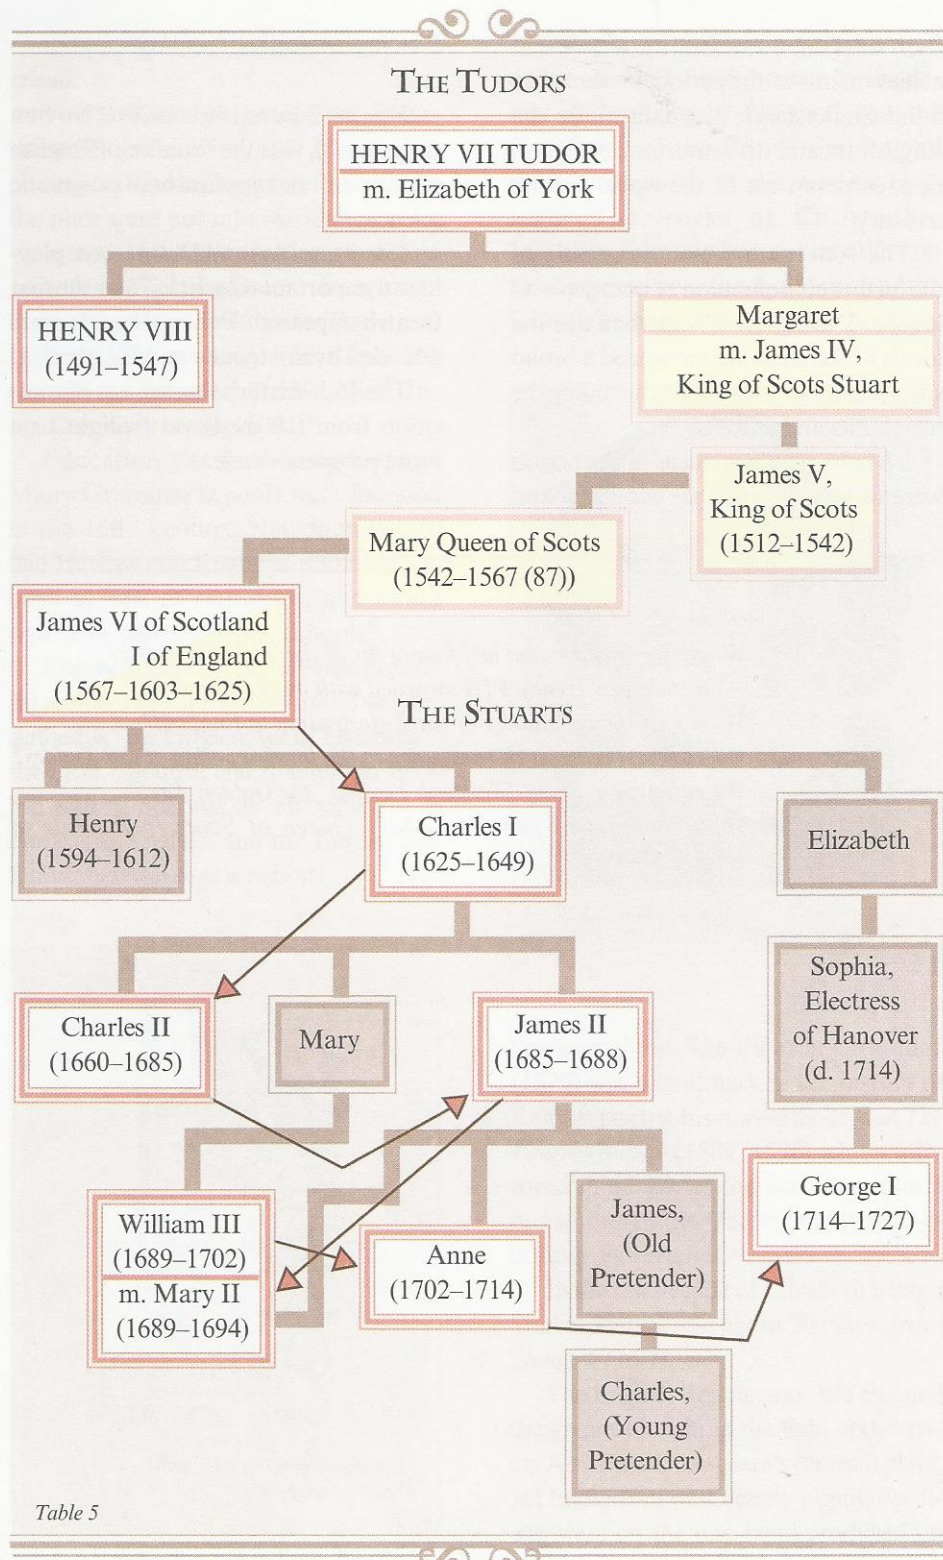 THE TUDORS
HENRY VII TUDOR
m. Elizabeth of York
HENRY VIII
(1491–1547)
Margaret
m. James IV,
King of Scots Stuart
James V,
King of Scots
(1512–1542)
Mary Queen of Scots
(1542–1567 (87))
James VI of Scotland
I of England
(1567–1603–1625)
THE STUARTS
Henry
(1594–1612)
Charles I
(1625–1649)
Elizabeth
Sophia,
Electress
of Hanover
(d. 1714)
Charles II
(1660–1685)
Mary
James II
(1685–1688)
William III
(1689–1702)
m. Mary II
(1689–1694)
Anne
(1702–1714)
James,
(Old
Pretender)
George I
(1714–1727)
Charles,
(Young
Pretender)
Table 5